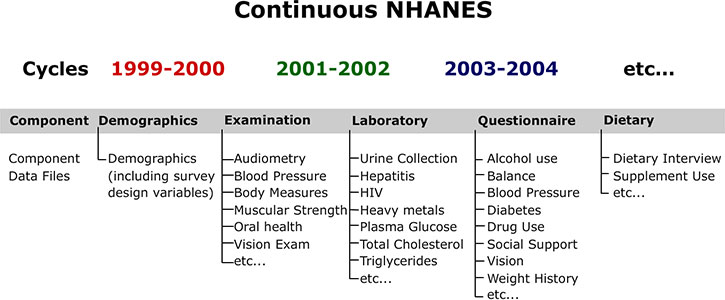 Continuous NHANES
Cycles 1999-2000 2001-2002 2003-2004 etc...
Component Demographics Examination Laboratory Questionnaire Dietary
Component
Data Files
Demographics
(including survey
design variables)
Audiometry
Blood Pressure
Body Measures
Muscular Strength
Oral health
Vision Exam
etc...
Urine Collection
Hepatitis
HIV
Heavy metals
Plasma Glucose
Total Cholesterol
Triglycerides
etc...
Alcohol use
Balance
Blood Pressure
Diabetes
Drug Use
Social Support
Vision
Weight History
etc...
Dietary Interview
Supplement Use
etc...